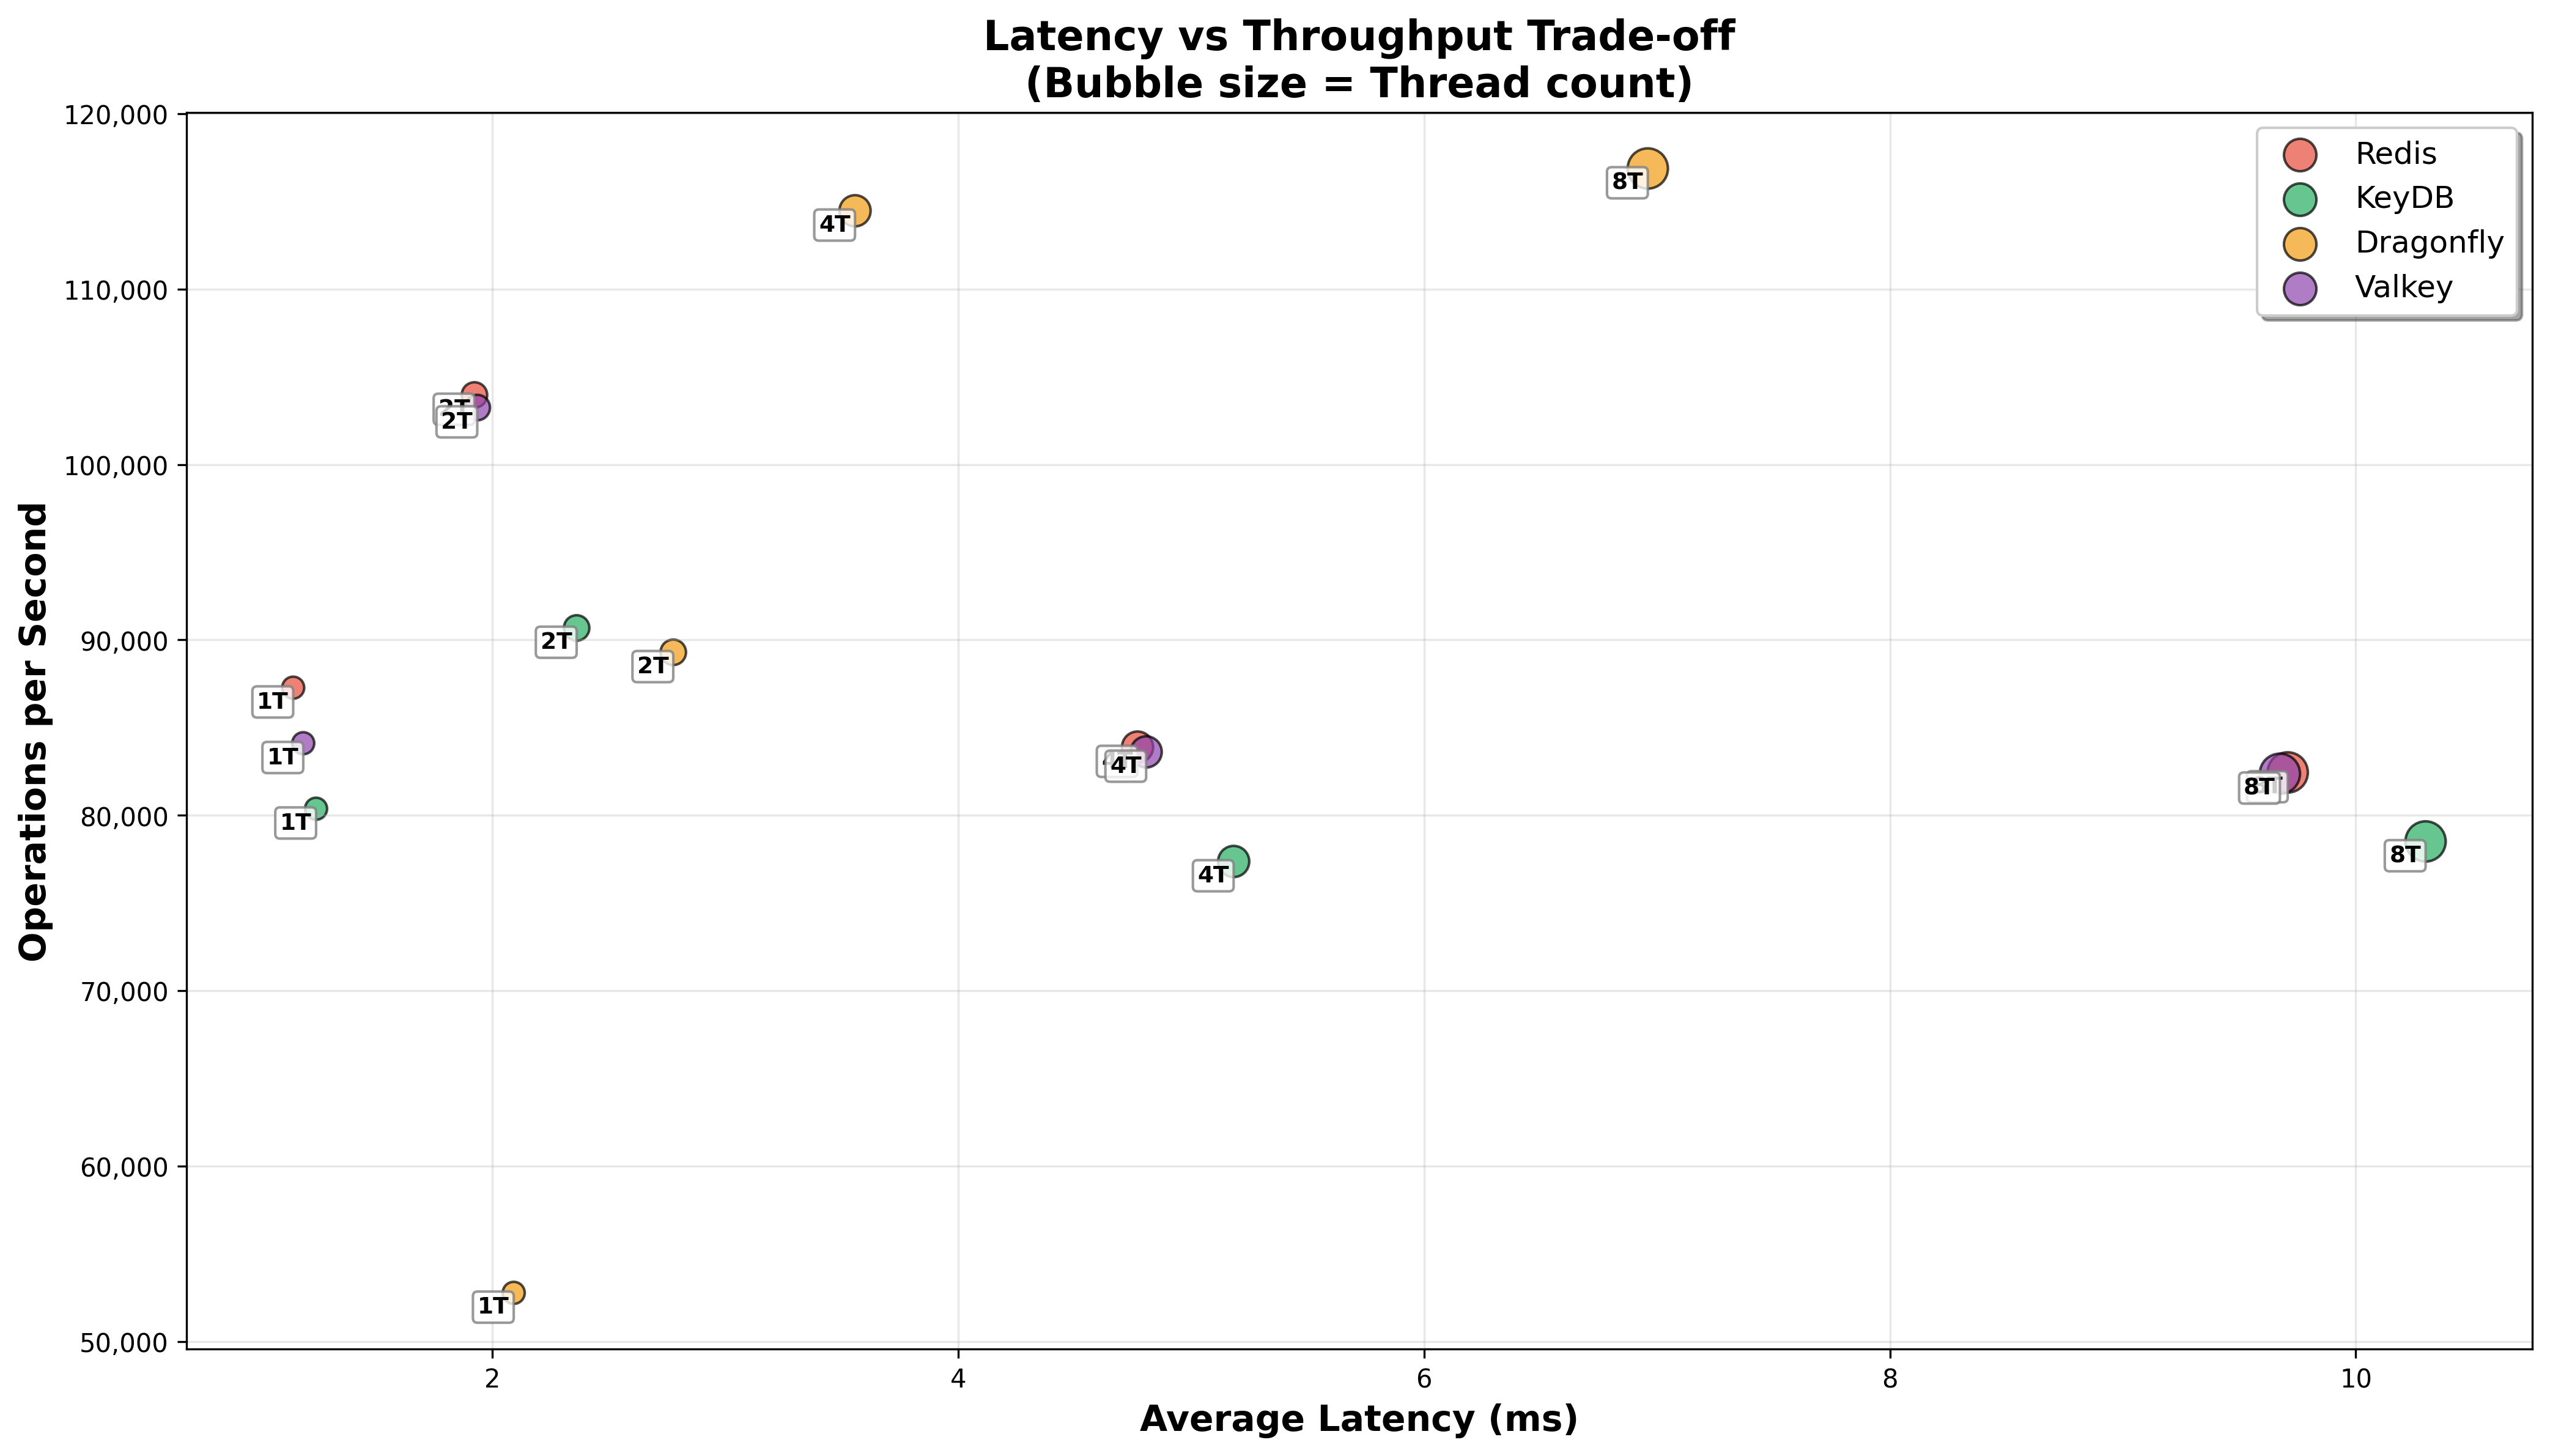 Latency vs Throughput Trade-off
(Bubble size = Thread count)
120,000
110,000
100,000
90,000
80,000
70,000
60,000
50,000
Operations per Second
Redis
KeyDB
Dragonfly
Valkey
8T
4T
2T
2T
2T
2T
1T
1T
1T
4T
4T
8T
8T
1T
2
4
6
8
10
Average Latency (ms)